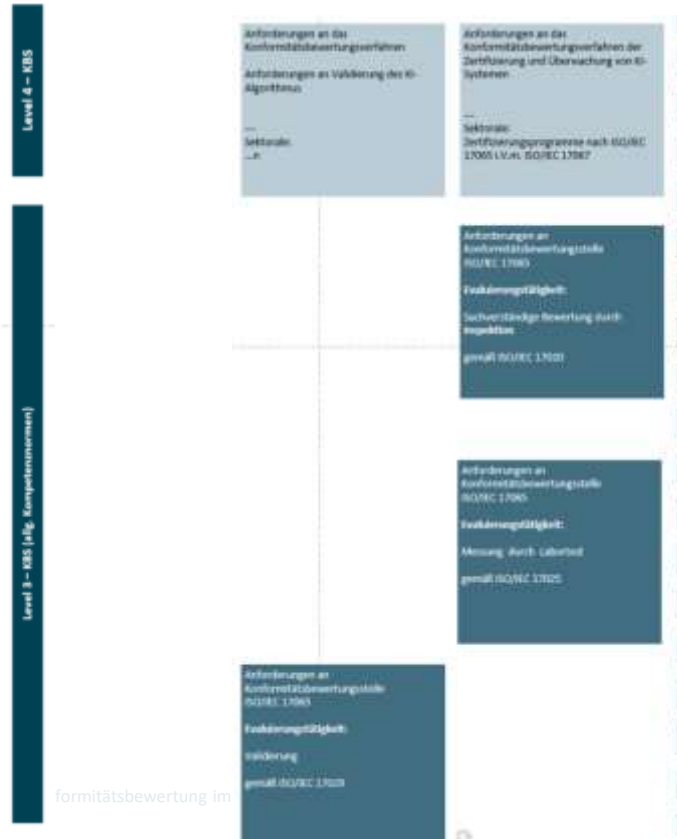 Level 4 – KBS
Anforderungen an das
Konformitätsbewertungsverfahren
Anforderungen an Validierung des KI-
Algorithmus
...
Sektorale:
...n
Anforderungen an das
Konformitätsbewertungsverfahren der
Zertifizierung und Überwachung von KI-
Systemen
...
Sektorale:
Zertifizierungsprogramme nach ISO/IEC
17065 i.V.m. ISO/IEC 17067
Level 3 – KBS (allg. Kompetenznormen)
Anforderungen an
Konformitätsbewertungsstelle
ISO/IEC 17065
Evaluierungstätigkeit:
Sachverständige Bewertung durch
Inspektion
gemäß ISO/IEC 17020
Anforderungen an
Konformitätsbewertungsstelle
ISO/IEC 17065
Evaluierungstätigkeit:
Messung durch Labortest
gemäß ISO/IEC 17025
Anforderungen an
Konformitätsbewertungsstelle
ISO/IEC 17065
Evaluierungstätigkeit:
Validierung
gemäß ISO/IEC 17029
formitätsbewertung im